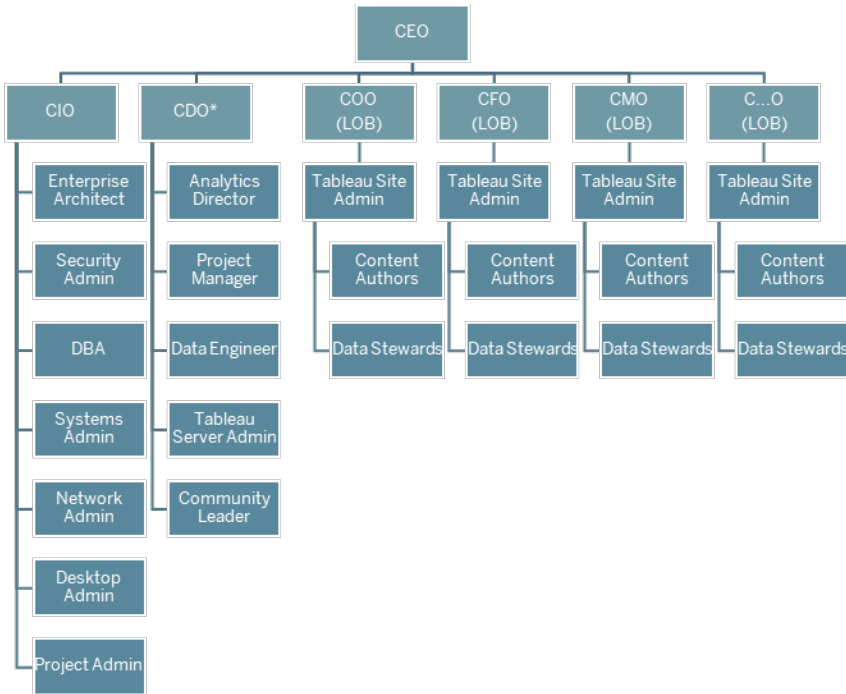 CEO
CIO
CDO*
COO
(LOB)
CFO
(LOB)
CMO
(LOB)
C...O
(LOB)
Enterprise
Architect
Security
Admin
DBA
Systems
Admin
Network
Admin
Desktop
Admin
Project Admin
Analytics
Director
Project
Manager
Data Engineer
Tableau
Server Admin
Community
Leader
Tableau Site
Admin
Content
Authors
Data Stewards
Tableau Site
Admin
Content
Authors
Data Stewards
Tableau Site
Admin
Content
Authors
Data Stewards
Tableau Site
Admin
Content
Authors
Data Stewards